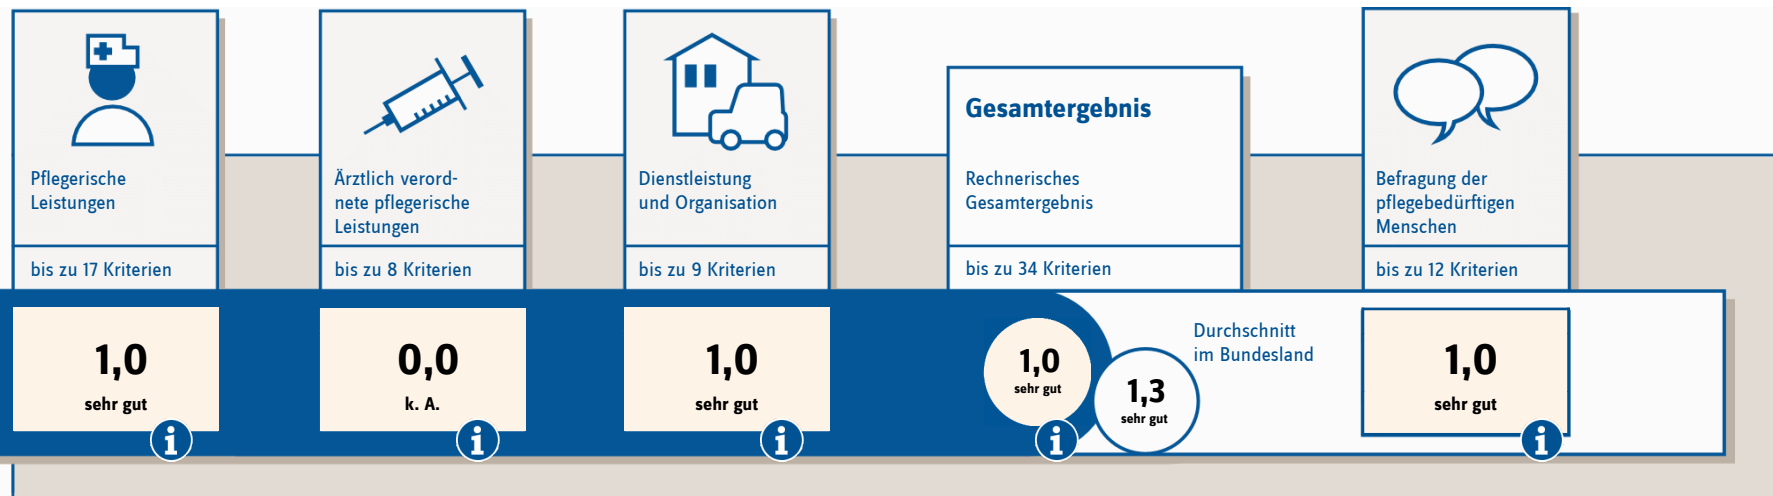 Pflegerische
Leistungen
bis zu 17 Kriterien
1,0
sehr gut
i
Ärztlich verord-
nete pflegerische
Leistungen
bis zu 8 Kriterien
0,0
k. A.
i
Dienstleistung
und Organisation
bis zu 9 Kriterien
1,0
sehr gut
i
Gesamtergebnis
Rechnerisches
Gesamtergebnis
bis zu 34 Kriterien
1,0
sehr gut
i
1,3
sehr gut
Durchschnitt
im Bundesland
Befragung der
pflegebedürftigen
Menschen
bis zu 12 Kriterien
1,0
sehr gut
i